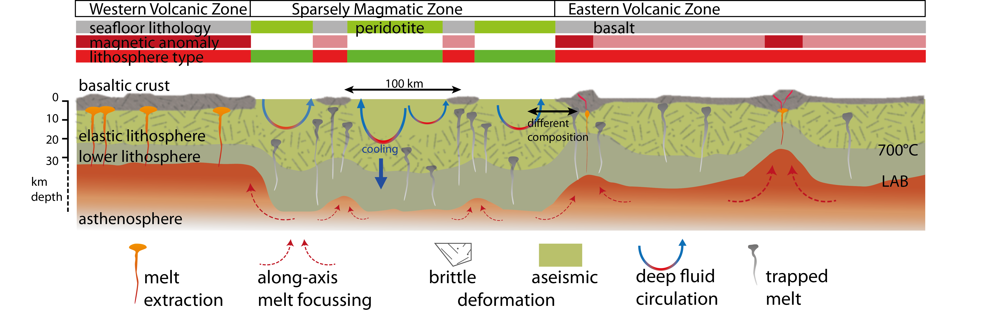 Western Volcanic Zone
Sparsely Magmatic Zone
Eastern Volcanic Zone
seafloor lithology
peridotite
basalt
magnetic anomaly
lithosphere type
basaltic crust
100 km
0
10
20
30
km
depth
elastic lithosphere
lower lithosphere
asthenosphere
cooling
different
composition
700°C
LAB
melt
extraction
along-axis
melt focussing
brittle
aseismic
deformation
deep fluid
circulation
trapped
melt